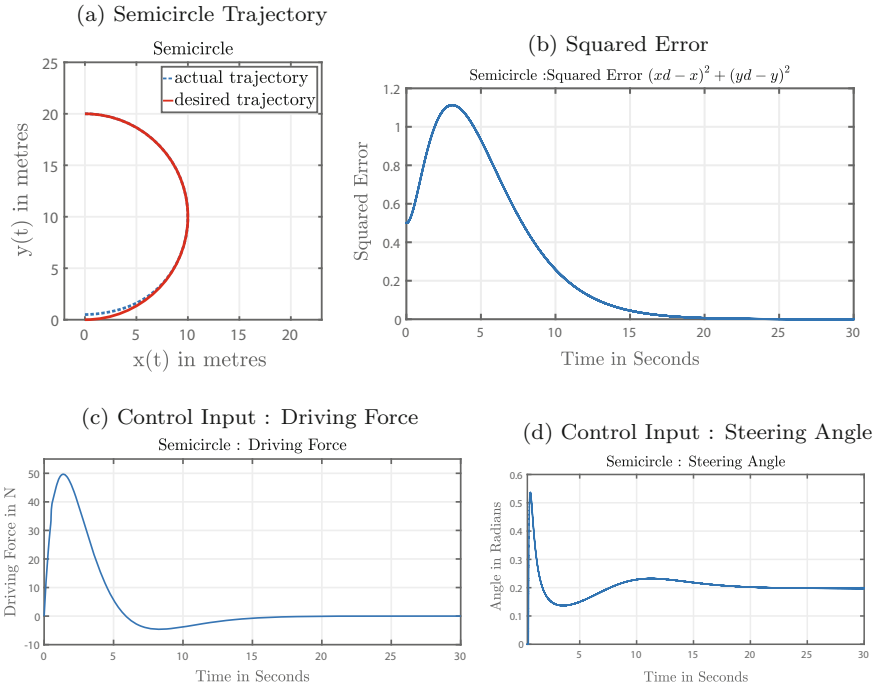 (a) Semicircle Trajectory
Semicircle
actual trajectory
desired trajectory
25
20
15
10
5
0
0 5 10 15 20
y(t) in metres
x(t) in metres
(b) Squared Error
Semicircle :Squared Error (xd − x)² + (yd − y)²
1.2
1
0.8
0.6
0.4
0.2
0
0 5 10 15 20 25 30
Squared Error
Time in Seconds
(c) Control Input : Driving Force
Semicircle : Driving Force
50
40
30
20
10
0
-10
0 5 10 15 20 25 30
Driving Force in N
Time in Seconds
(d) Control Input : Steering Angle
Semicircle : Steering Angle
0.6
0.5
0.4
0.3
0.2
0.1
0
5 10 15 20 25 30
Angle in Radians
Time in Seconds